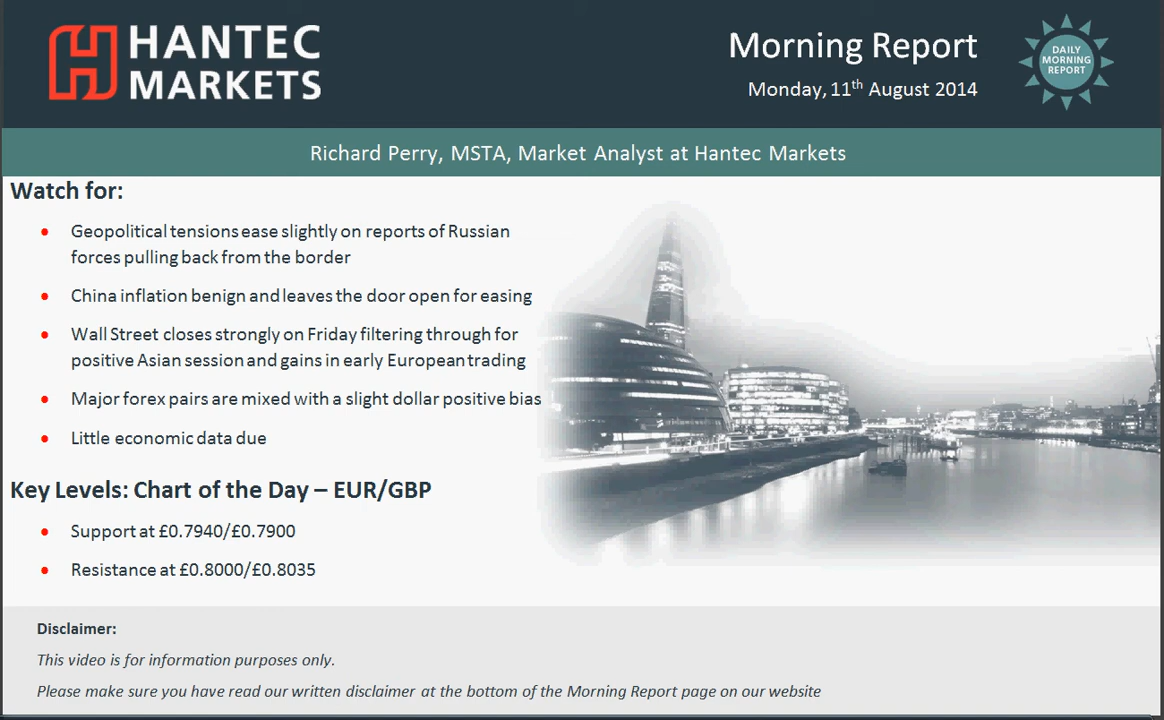 HANTEC
MARKETS
Morning Report
Monday, 11th August 2014
DAILY
MORNING
REPORT
Richard Perry, MSTA, Market Analyst at Hantec Markets
Watch for:
• Geopolitical tensions ease slightly on reports of Russian
forces pulling back from the border
• China inflation benign and leaves the door open for easing
• Wall Street closes strongly on Friday filtering through for
positive Asian session and gains in early European trading
• Major forex pairs are mixed with a slight dollar positive bias
• Little economic data due
Key Levels: Chart of the Day – EUR/GBP
• Support at £0.7940/£0.7900
• Resistance at £0.8000/£0.8035
Disclaimer:
This video is for information purposes only.
Please make sure you have read our written disclaimer at the bottom of the Morning Report page on our website